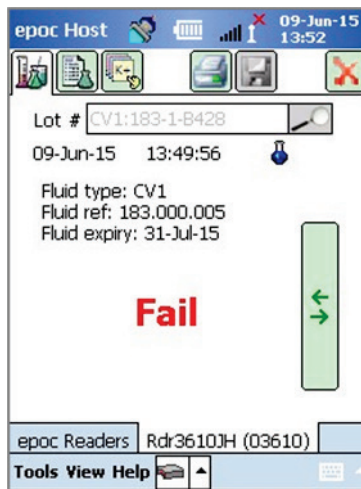 epoc Host 09-Jun-15
13:52
K+
Lot # CV1:183-1-B428
09-Jun-15 13:49:56
Fluid type: CV1
Fluid ref: 183.000.005
Fluid expiry: 31-Jul-15
Fail
epoc Readers Rdr3610JH (03610)
Tools View Help